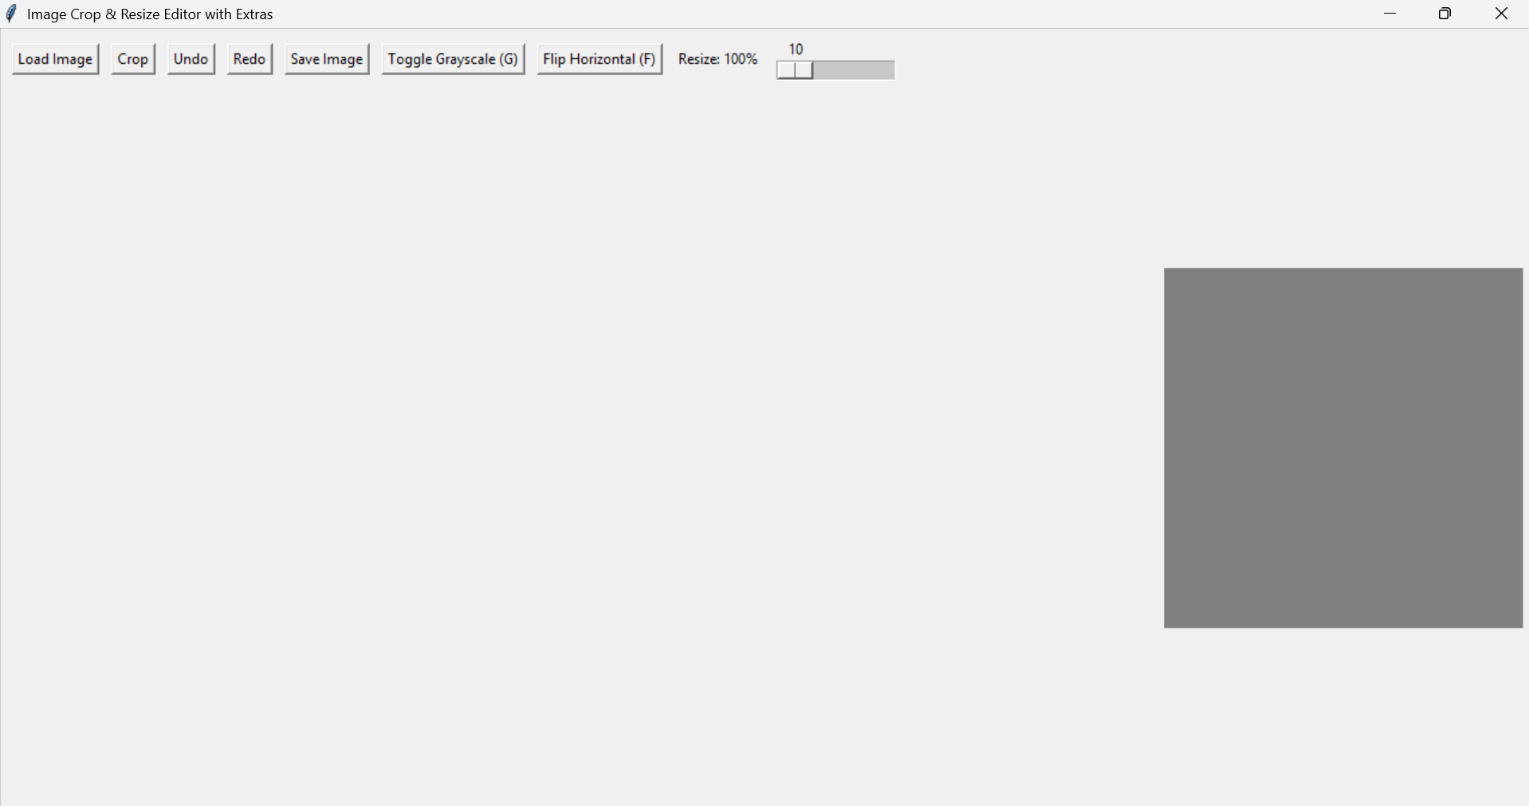 Image Crop & Resize Editor with Extras
Load Image Crop Undo Redo Save Image Toggle Grayscale (G) Flip Horizontal (F) Resize: 100% 10